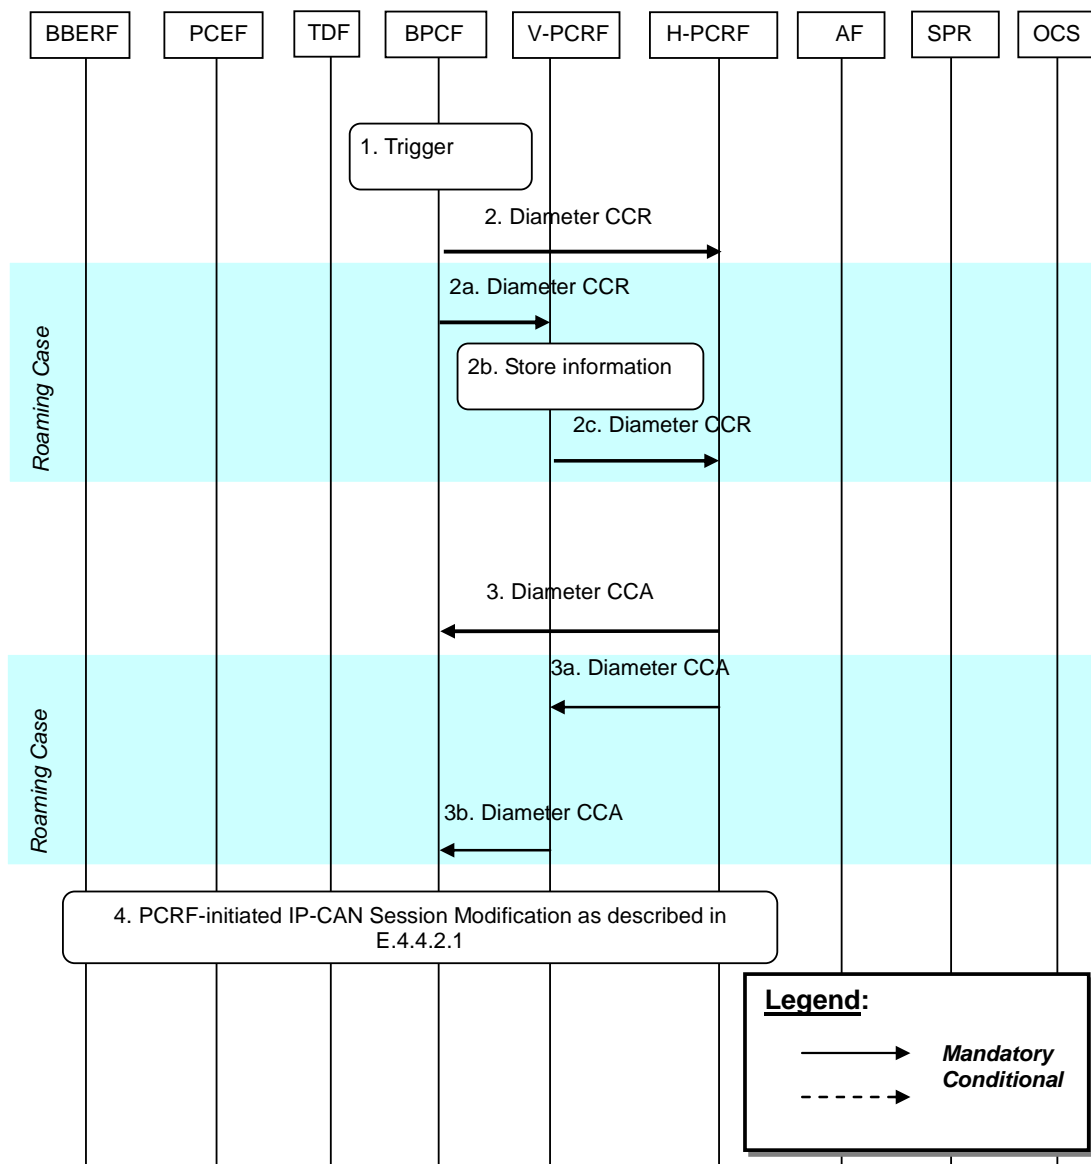 BBERF PCEF TDF BPCF V-PCRF H-PCRF AF SPR OCS
1. Trigger
2. Diameter CCR
2a. Diameter CCR
2b. Store information
2c. Diameter CCR
Roaming Case
3. Diameter CCA
3a. Diameter CCA
3b. Diameter CCA
Roaming Case
4. PCRF-initiated IP-CAN Session Modification as described in
E.4.4.2.1
Legend:
Mandatory
Conditional